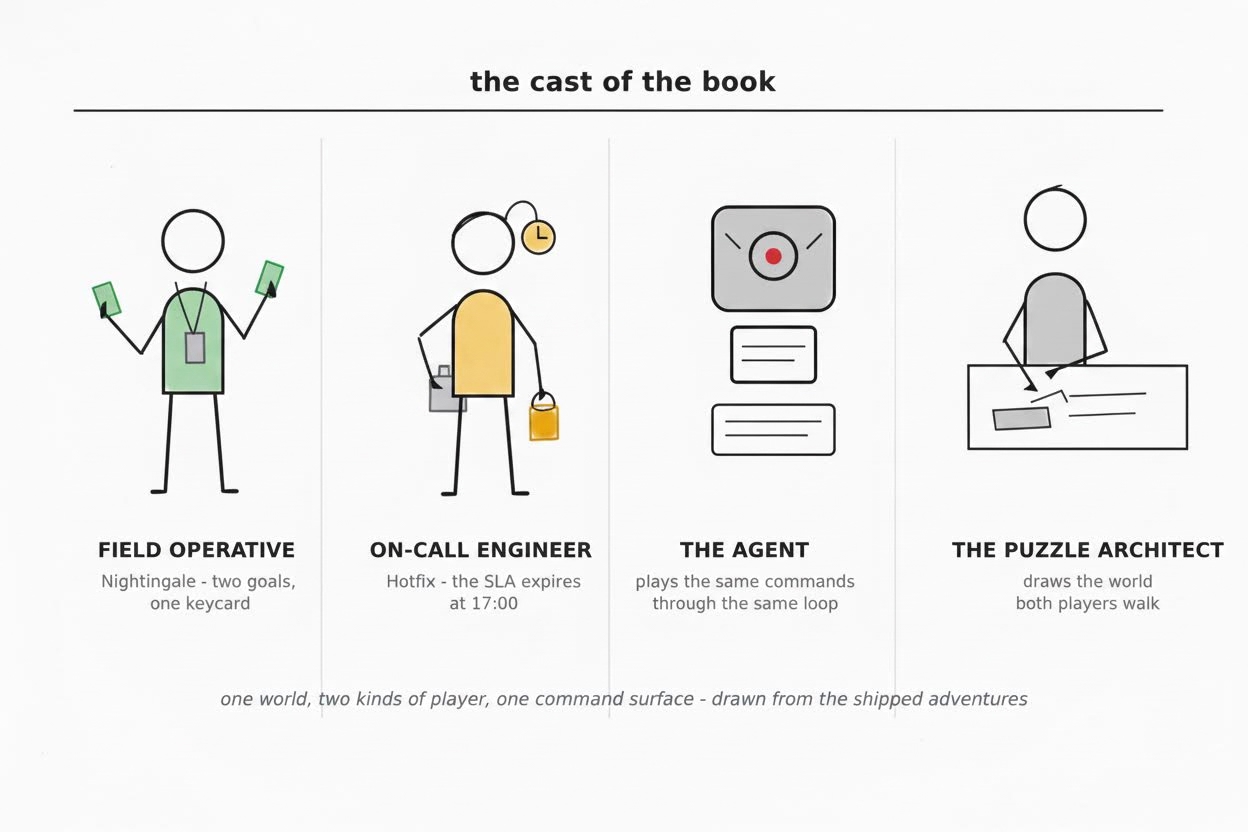 the cast of the book
FIELD OPERATIVE
Nightingale - two goals,
one keycard
ON-CALL ENGINEER
Hotfix - the SLA expires
at 17:00
THE AGENT
plays the same commands
through the same loop
THE PUZZLE ARCHITECT
draws the world
both players walk
one world, two kinds of player, one command surface - drawn from the shipped adventures